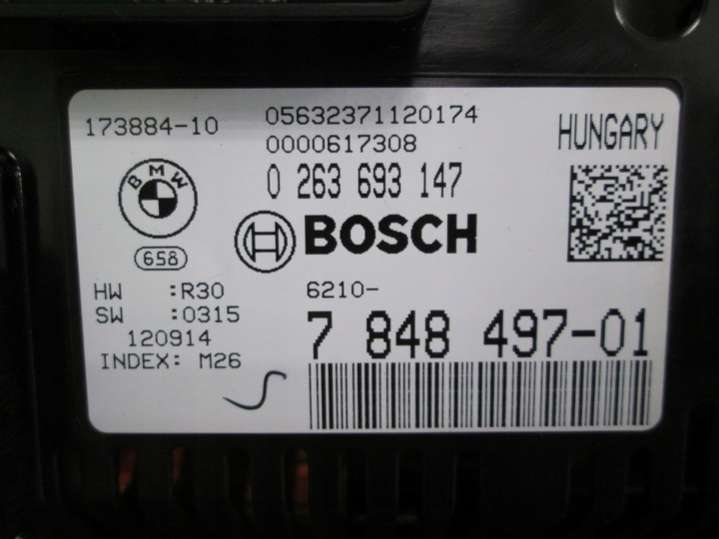 173884-10
05632371120174
0000617308
HUNGARY
0 263 693 147
BMW
BOSCH
658
HW :R30
SW :0315
120914
INDEX: M26
6210-
7 848 497-01